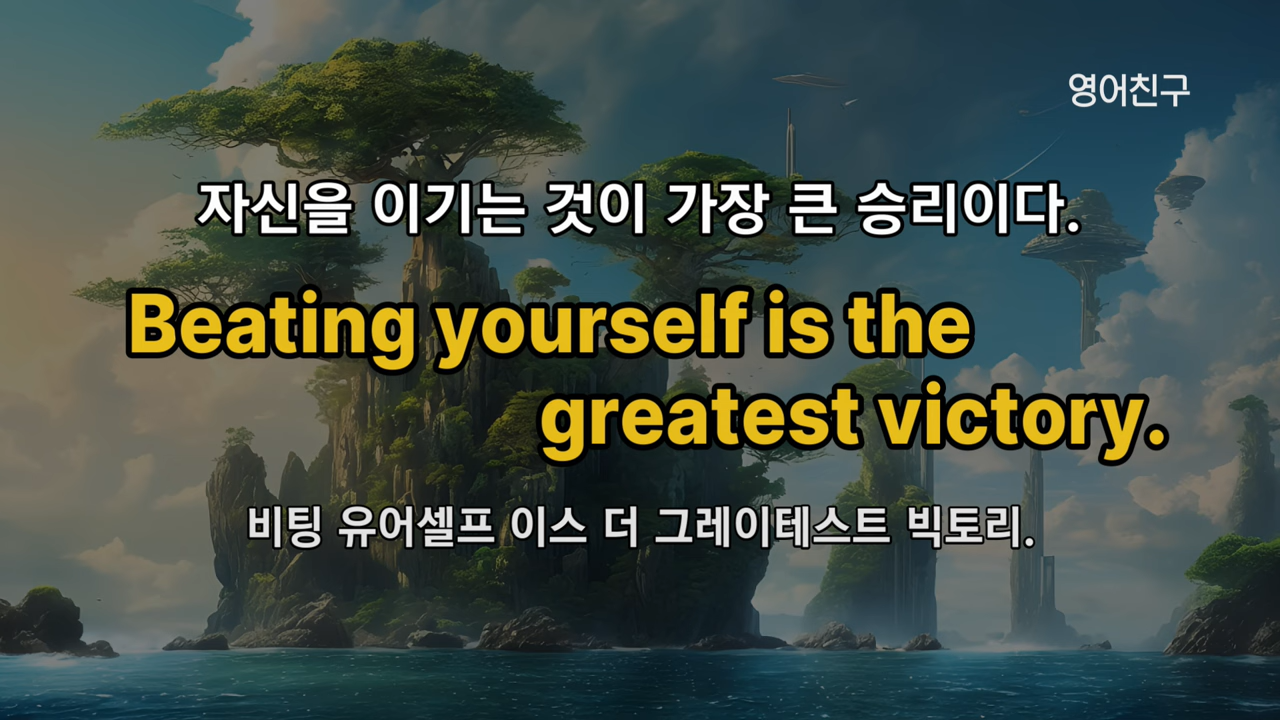 영어친구
자신을 이기는 것이 가장 큰 승리이다.
Beating yourself is the
greatest victory.
비팅 유어셀프 이스 더 그레이테스트 빅토리.